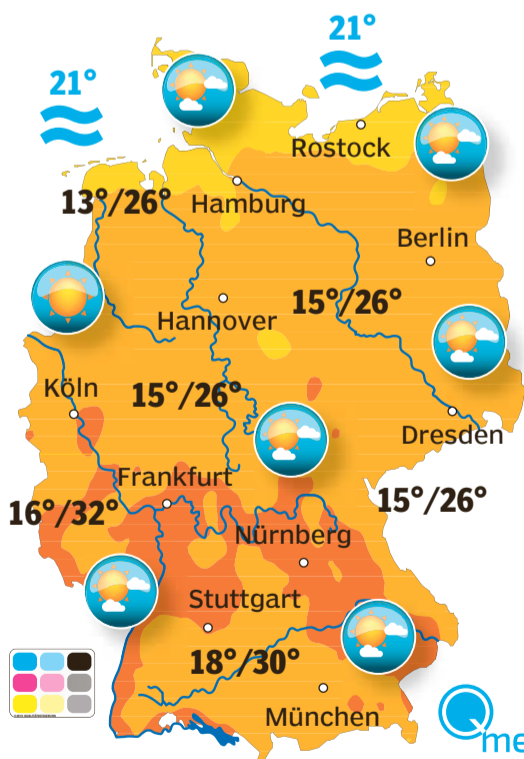 21°
21°
Rostock
13°/26°
Hamburg
Berlin
15°/26°
Hannover
Köln
15°/26°
Dresden
Frankfurt
16°/32°
15°/26°
Nürnberg
Stuttgart
18°/30°
München
Qme